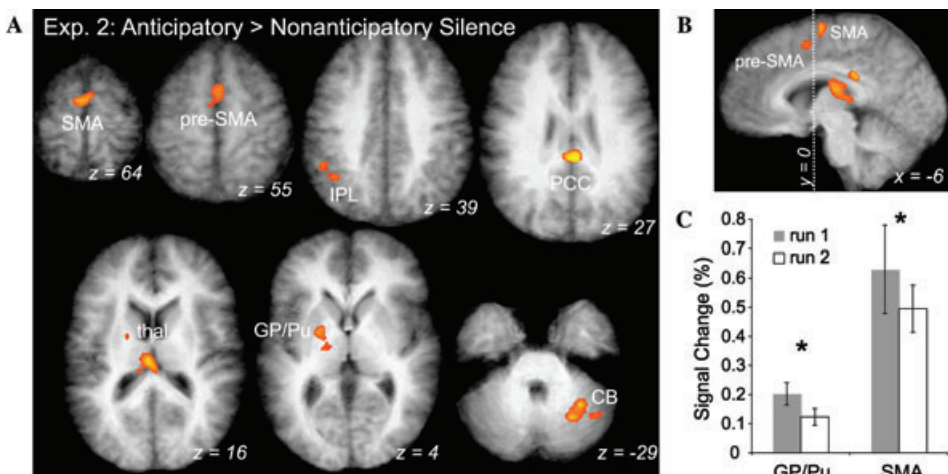 A
Exp. 2: Anticipatory > Nonanticipatory Silence
SMA
z = 64
pre-SMA
z = 55
IPL
z = 39
PCC
z = 27
thal
z = 16
GP/Pu
z = 4
CB
z = -29
B
SMA
pre-SMA
y = 0
x = -6
C
Signal Change (%)
0.8
0.7
0.6
0.5
0.4
0.3
0.2
0.1
0
run 1
run 2
*
*
GP/Pu
SMA